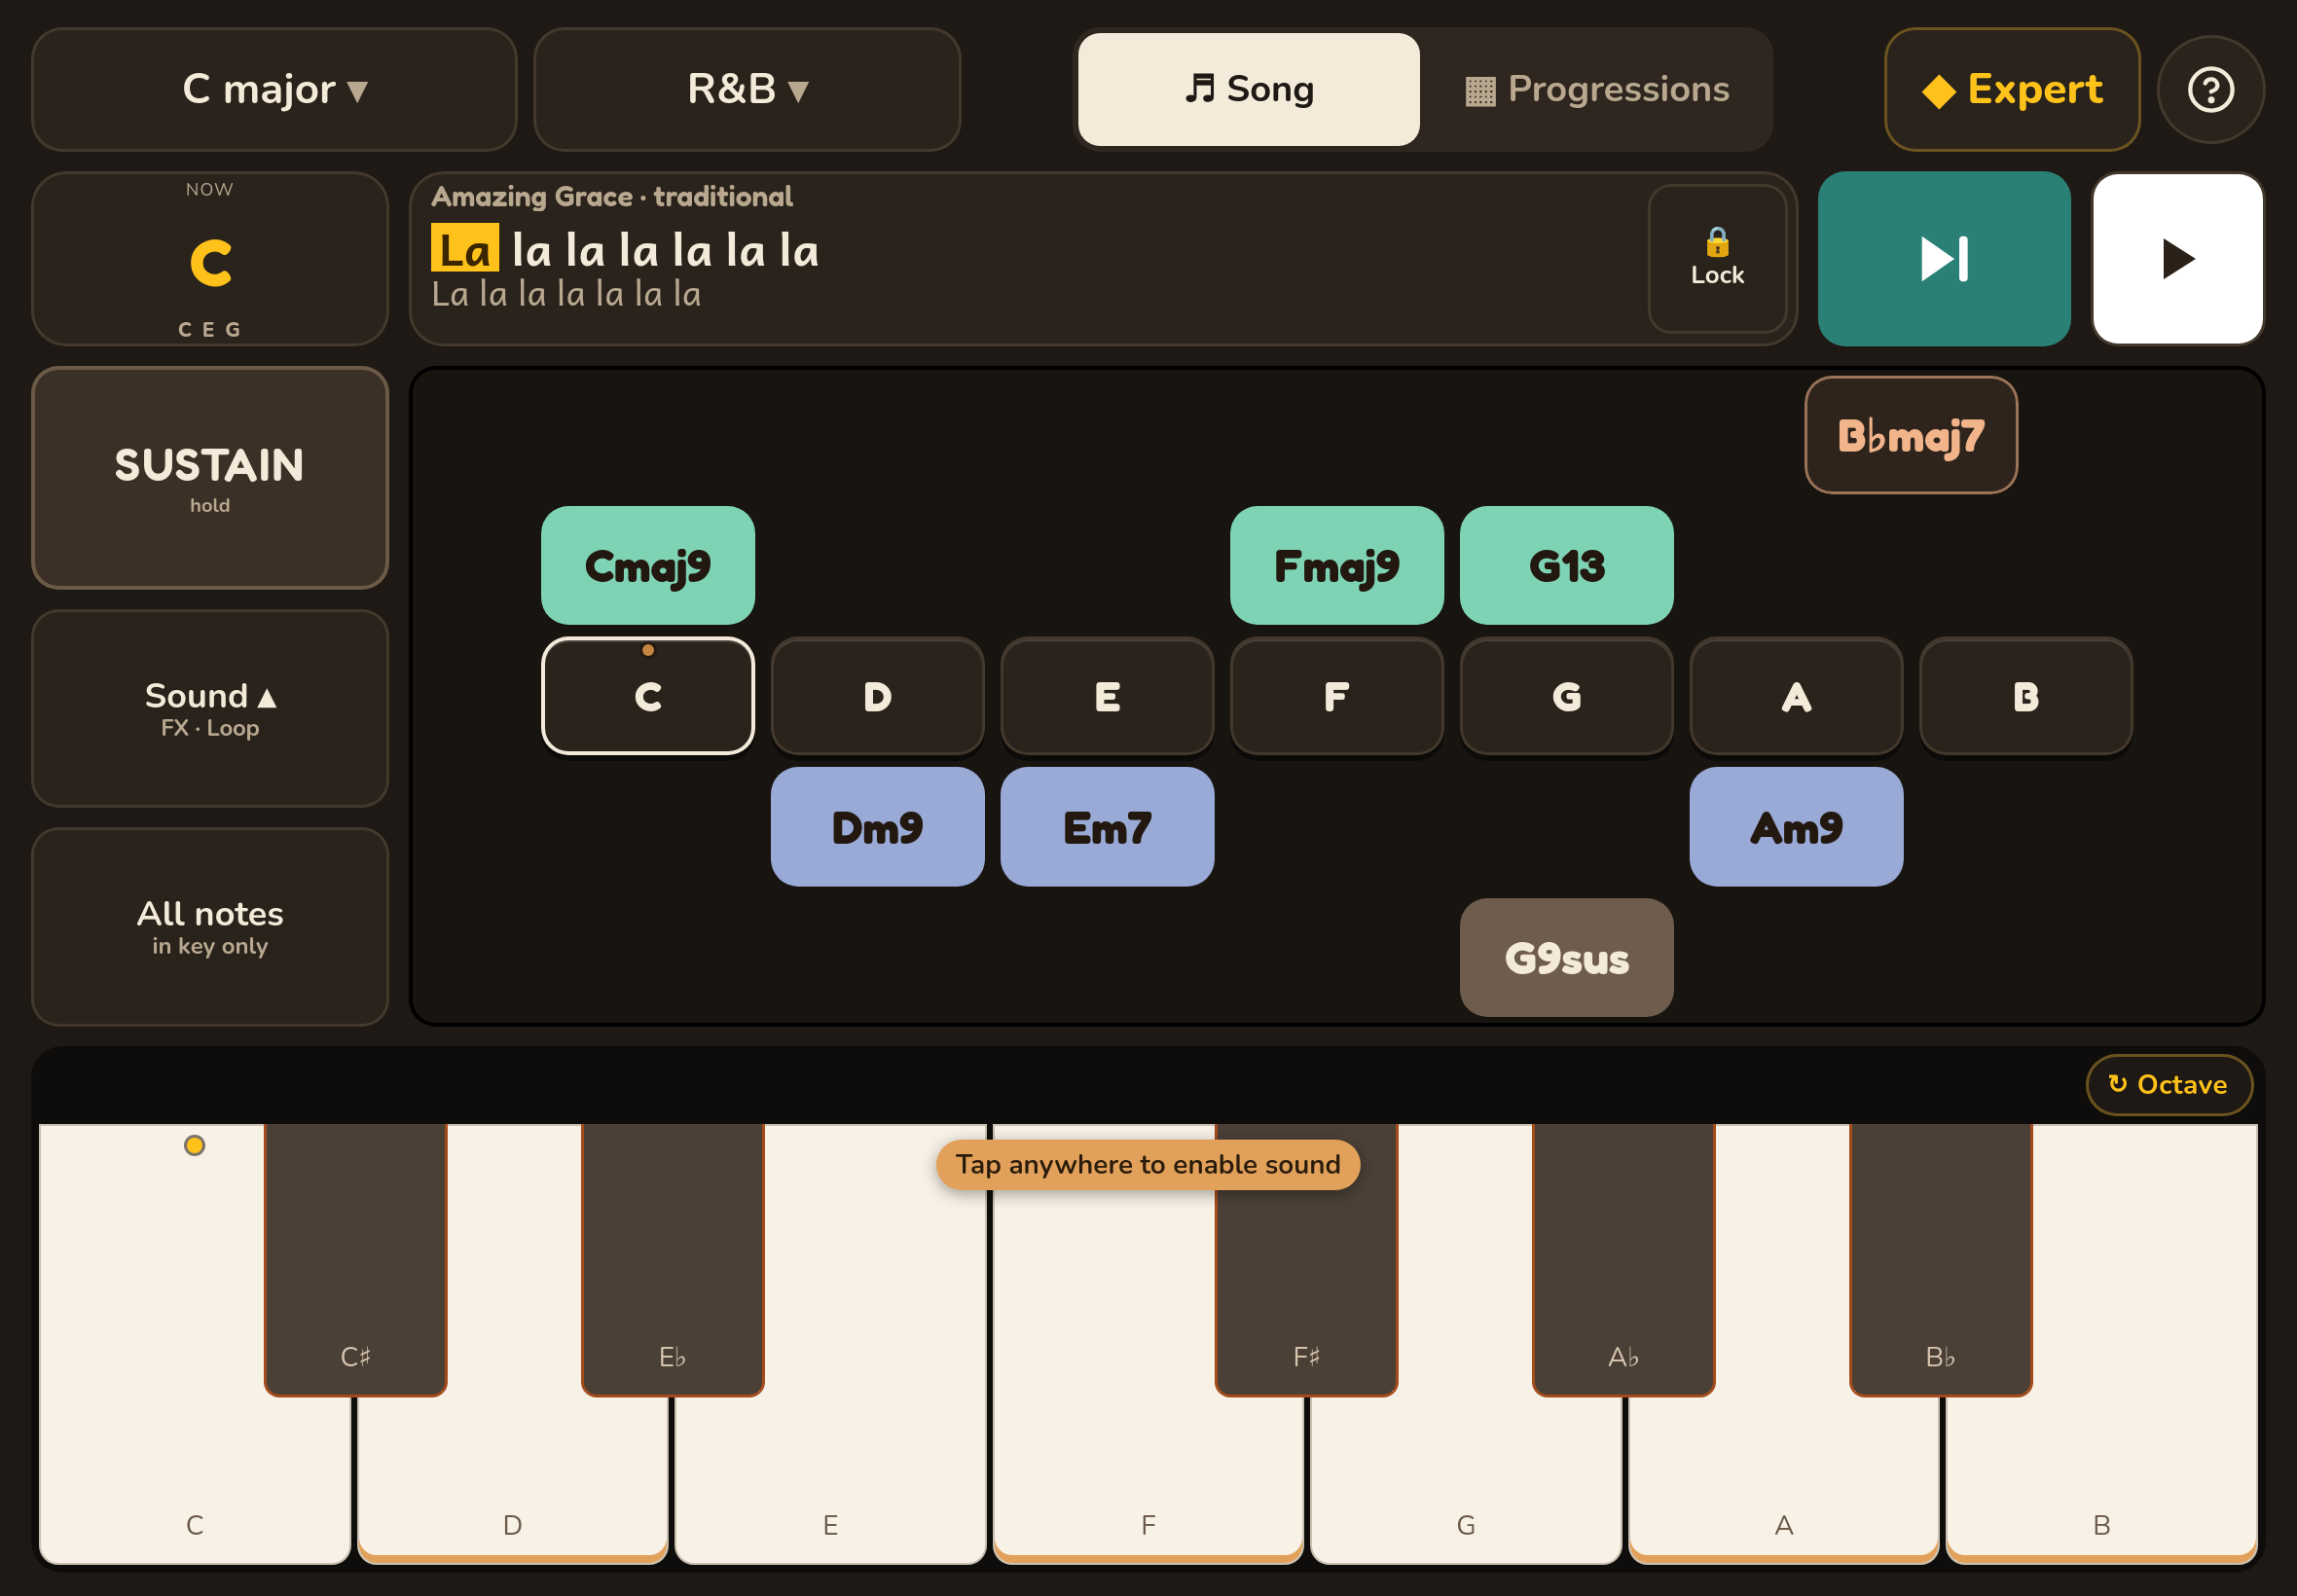 C major ▾
R&B ▾
♬ Song
▦ Progressions
◆ Expert
?
NOW
C
C E G
Amazing Grace · traditional
La la la la la la la
La la la la la la la
🔒
Lock
SUSTAIN
hold
Sound ▴
FX · Loop
All notes
in key only
B♭maj7
Cmaj9 Fmaj9 G13
C D E F G A B
Dm9 Em7 Am9
G9sus
↻ Octave
Tap anywhere to enable sound
C♯ E♭ F♯ A♭ B♭
C D E F G A B